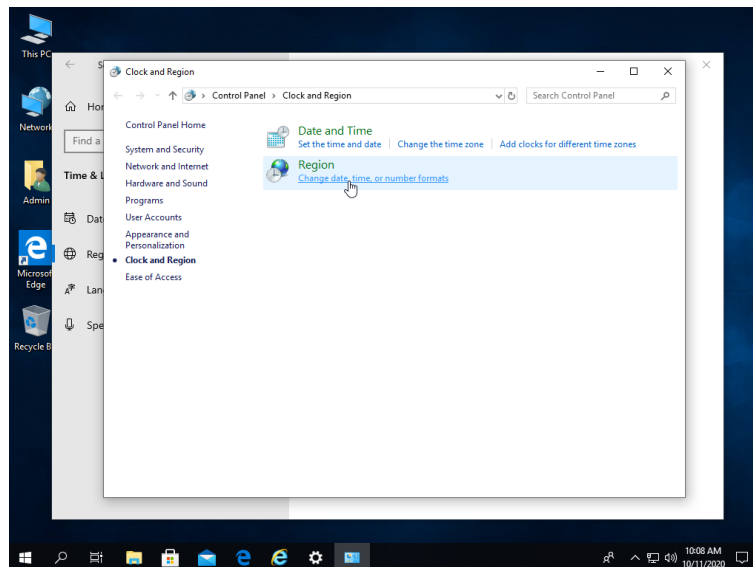 This PC
Network
Admin
Microsof
Edge
Recycle B
S
Hor
Find a
Time & L
Dat
Reg
Lan
Spe
Clock and Region
Control Panel > Clock and Region
Search Control Panel
Control Panel Home
System and Security
Network and Internet
Hardware and Sound
Programs
User Accounts
Appearance and
Personalization
Clock and Region
Ease of Access
Date and Time
Set the time and date | Change the time zone | Add clocks for different time zones
Region
Change date, time, or number formats
10:08 AM
10/11/2020